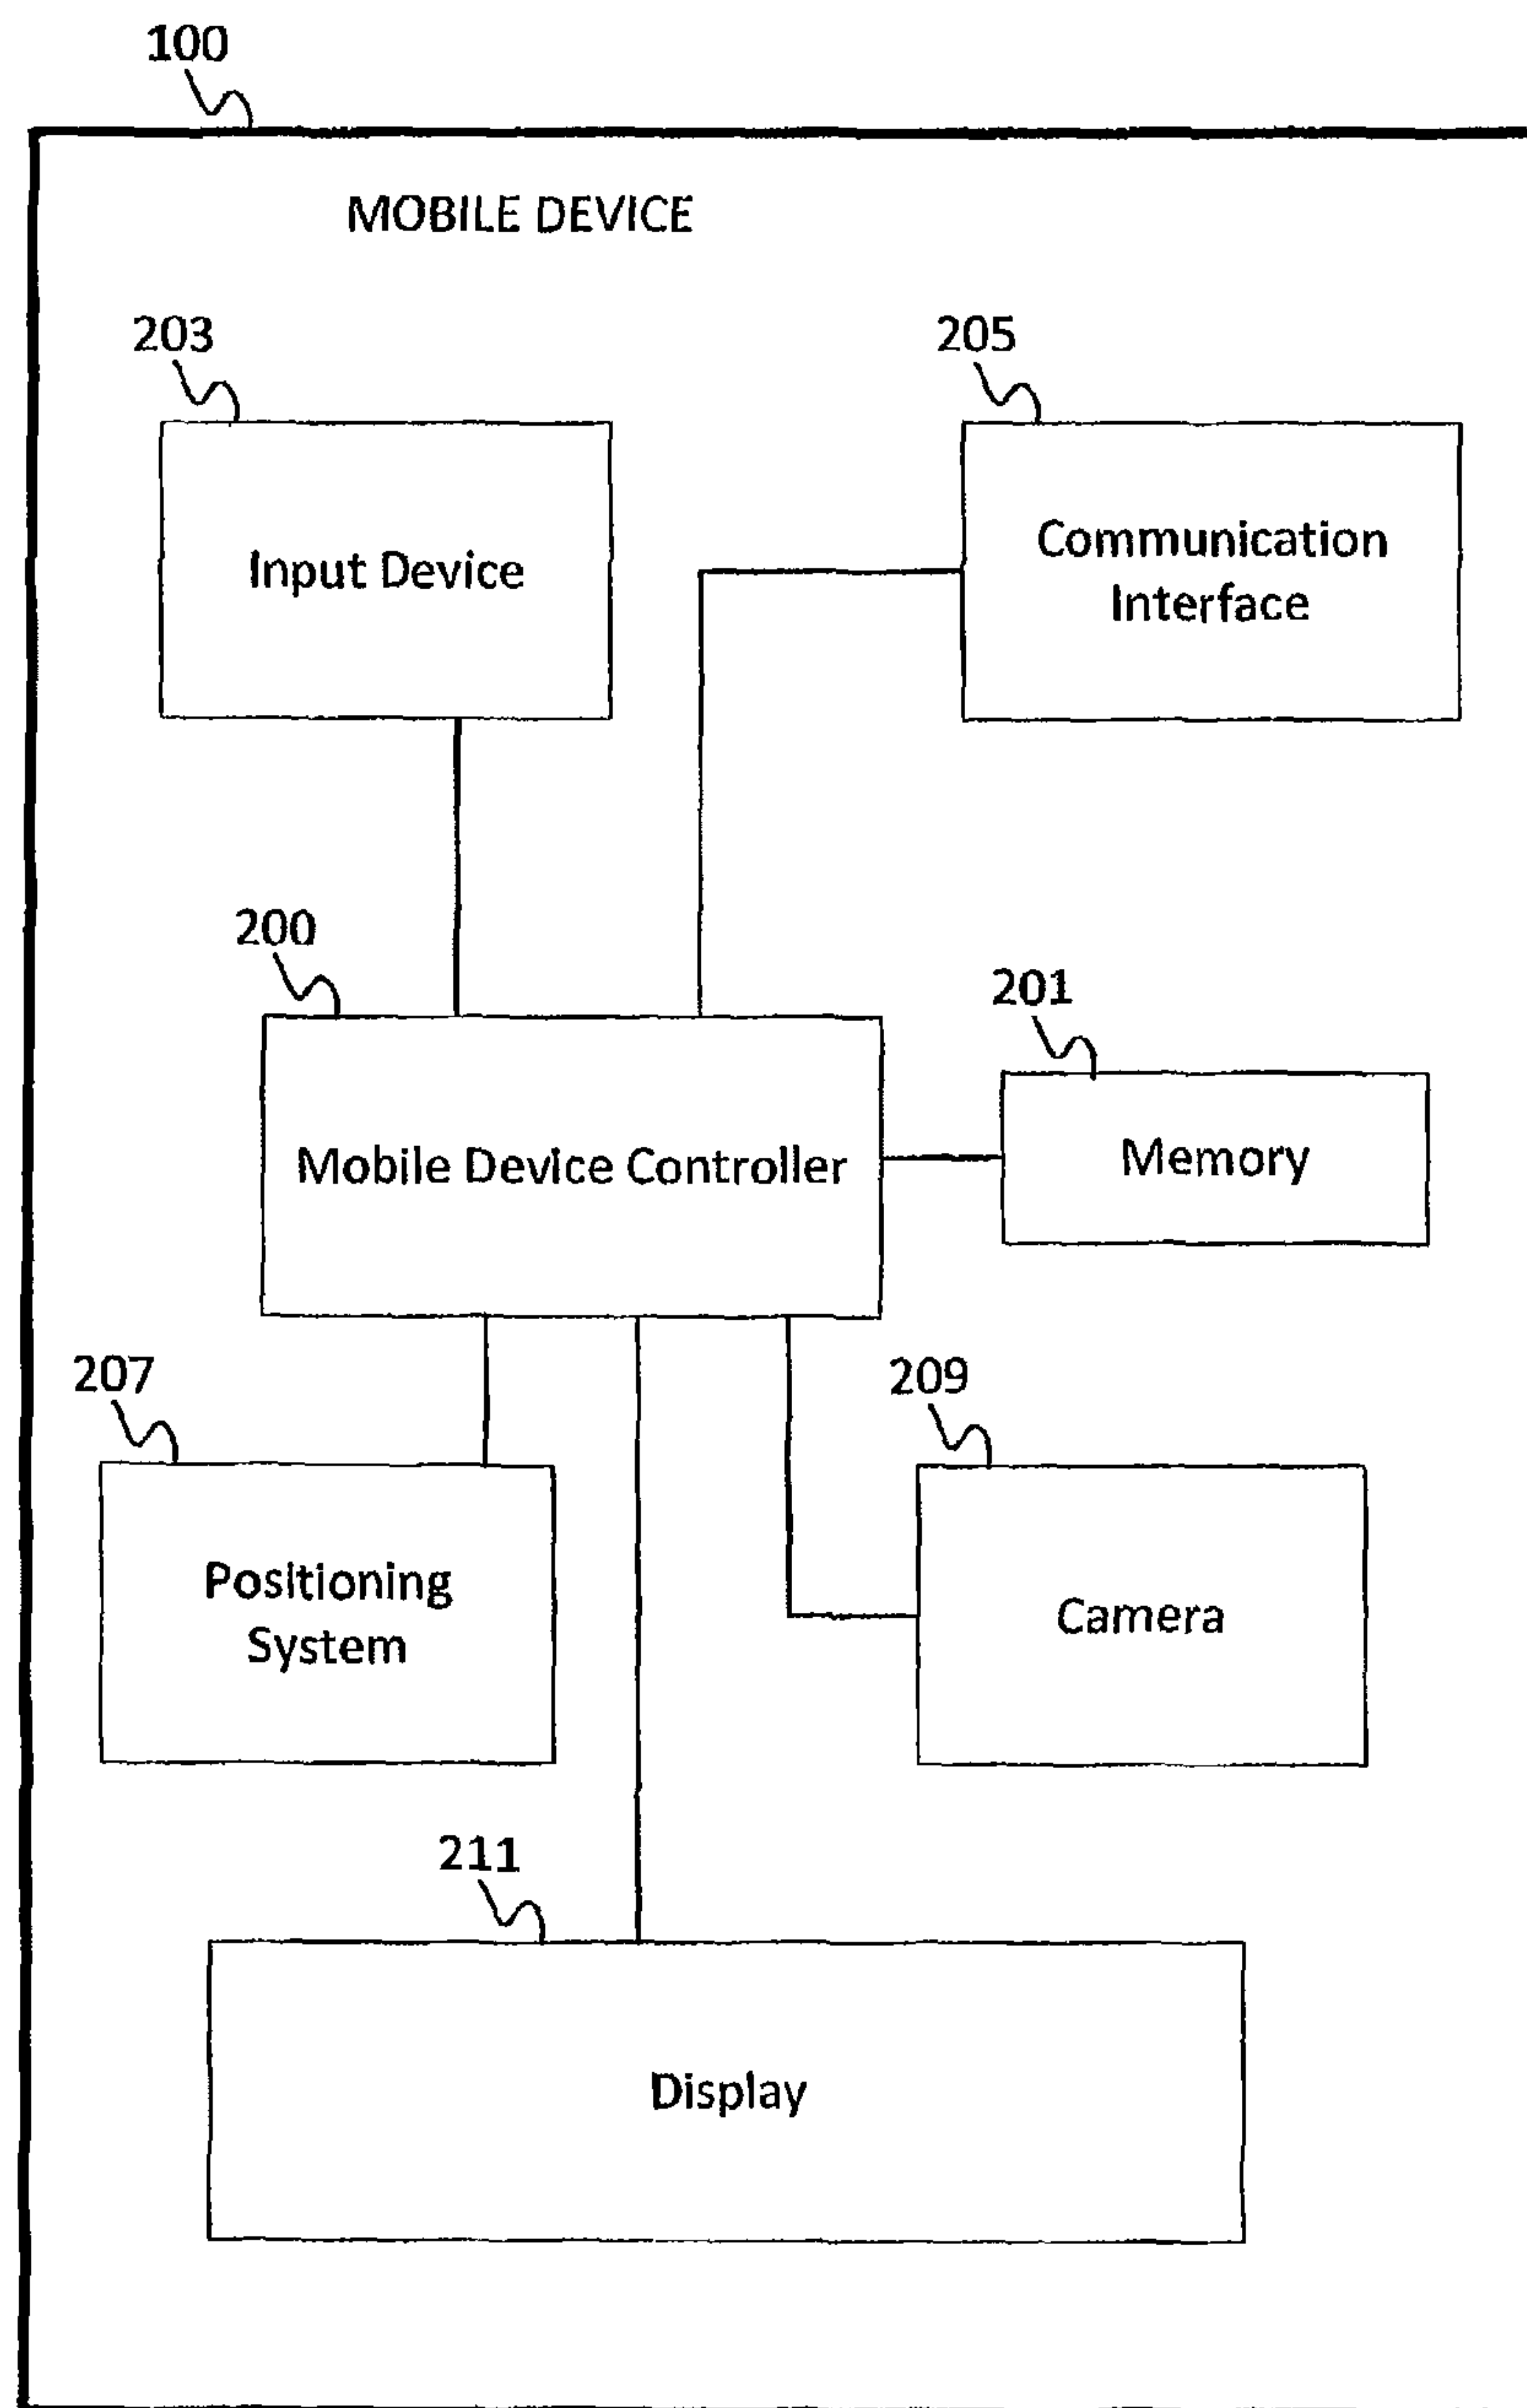 100
MOBILE DEVICE
203
205
Input Device
Communication
Interface
200
201
Mobile Device Controller
Memory
207
209
Positioning
System
Camera
211
Display